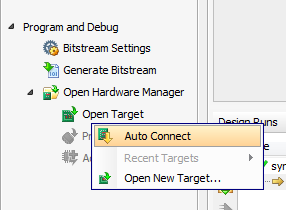 Program and Debug
Bitstream Settings
Generate Bitstream
Open Hardware Manager
Open Target
Auto Connect
Recent Targets
Open New Target...
Design Runs